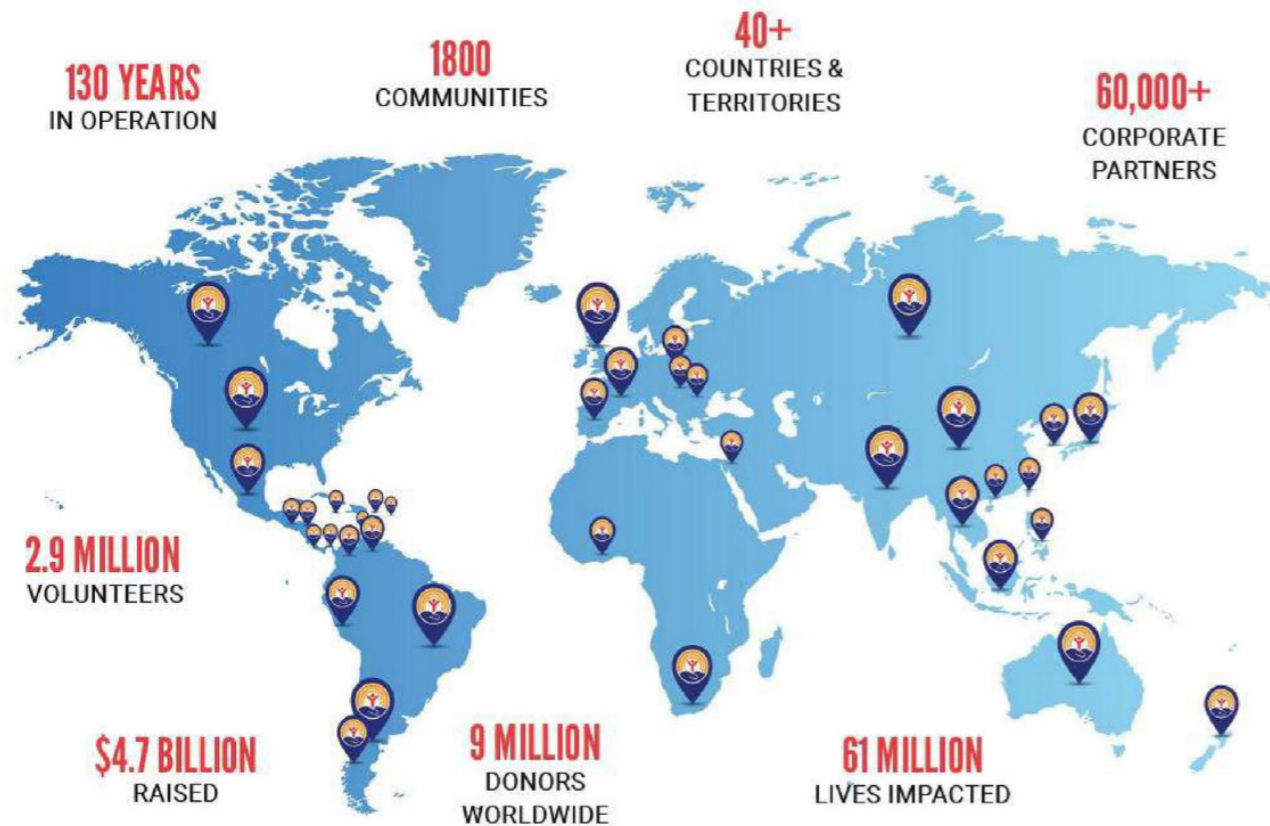 130 YEARS
IN OPERATION
1800
COMMUNITIES
40+
COUNTRIES &
TERRITORIES
60,000+
CORPORATE
PARTNERS
2.9 MILLION
VOLUNTEERS
$4.7 BILLION
RAISED
9 MILLION
DONORS
WORLDWIDE
61 MILLION
LIVES IMPACTED